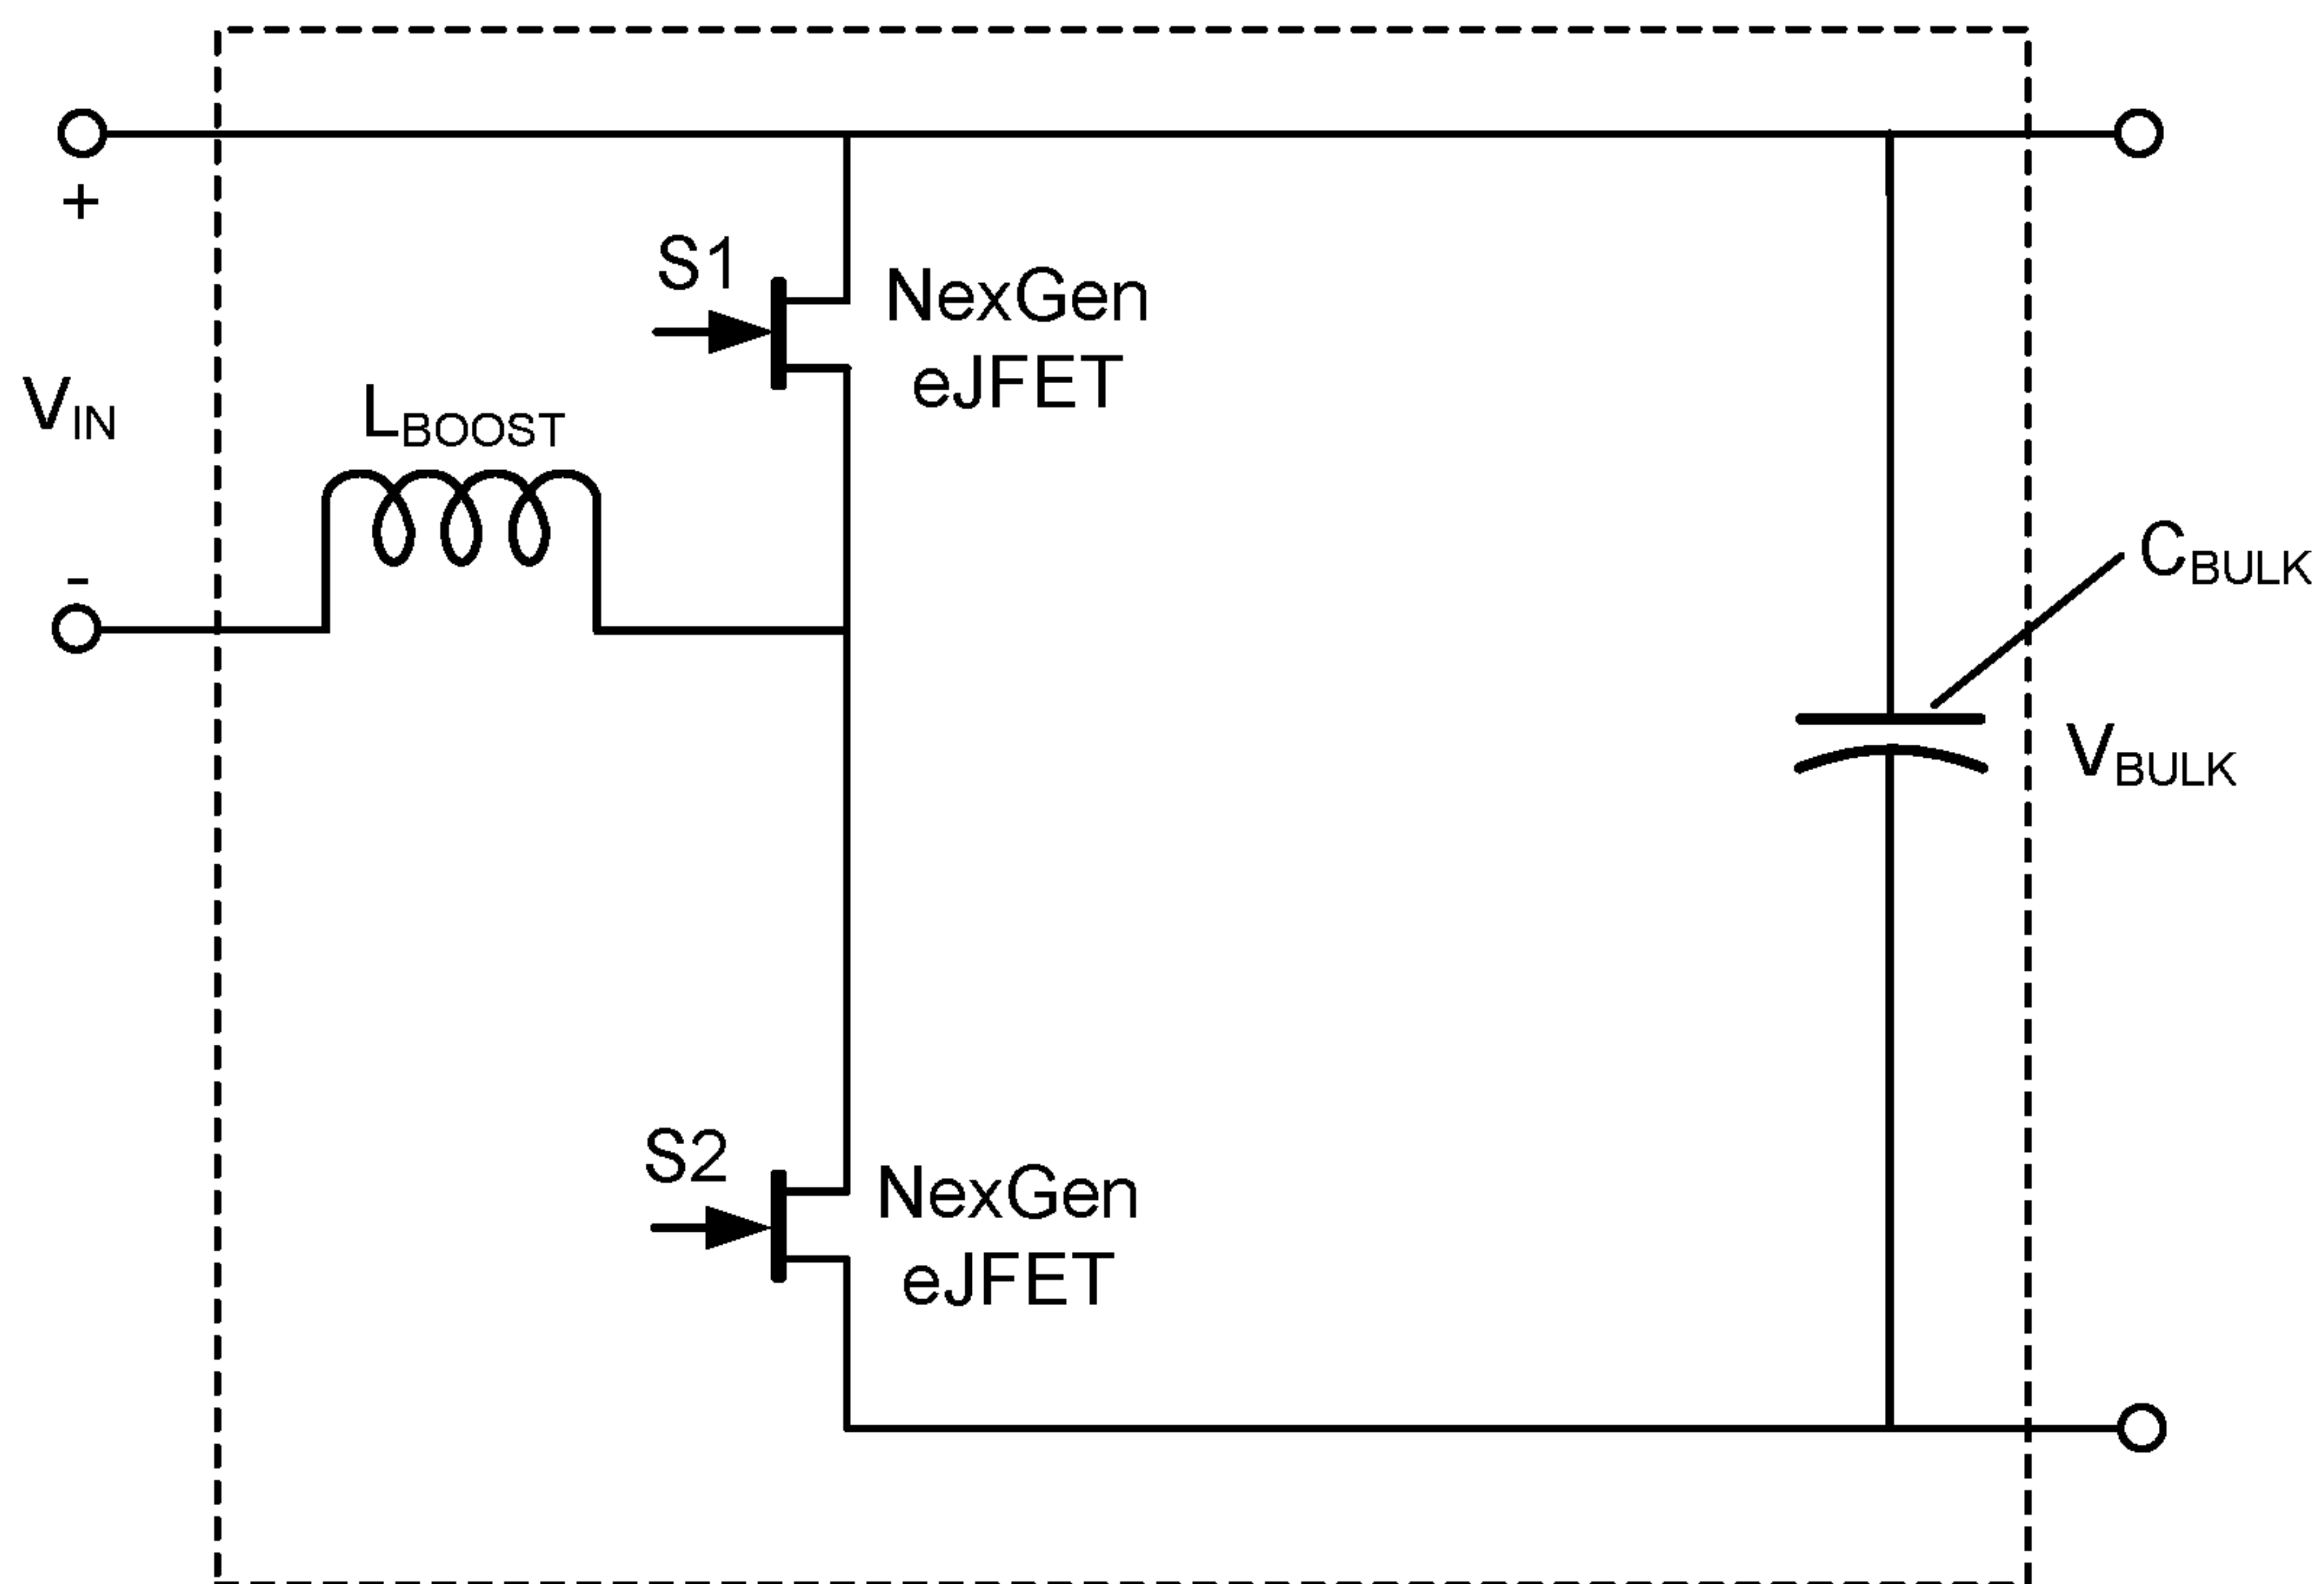 +
S1
NexGen
eJFET
VIN
LBOOST
-
CBULK
VBULK
S2
NexGen
eJFET